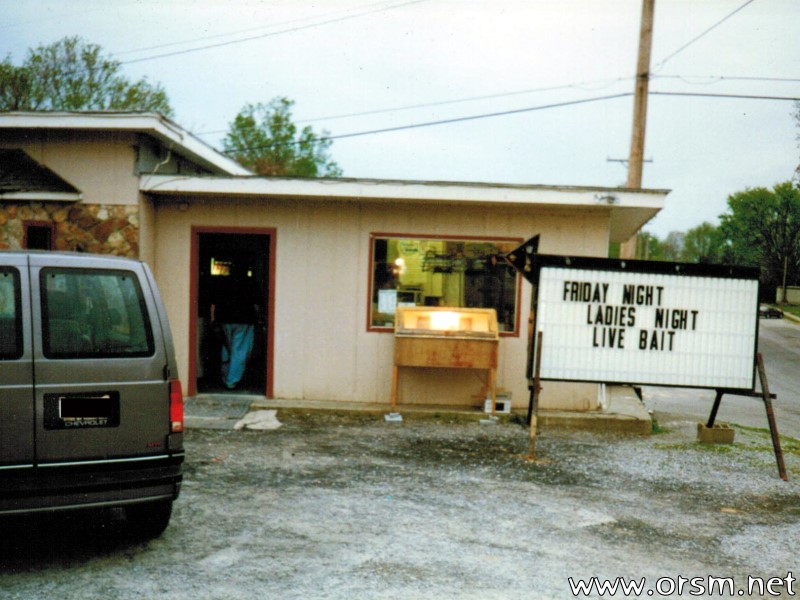 FRIDAY NIGHT
LADIES NIGHT
LIVE BAIT
CHEVROLET
www.orsm.net